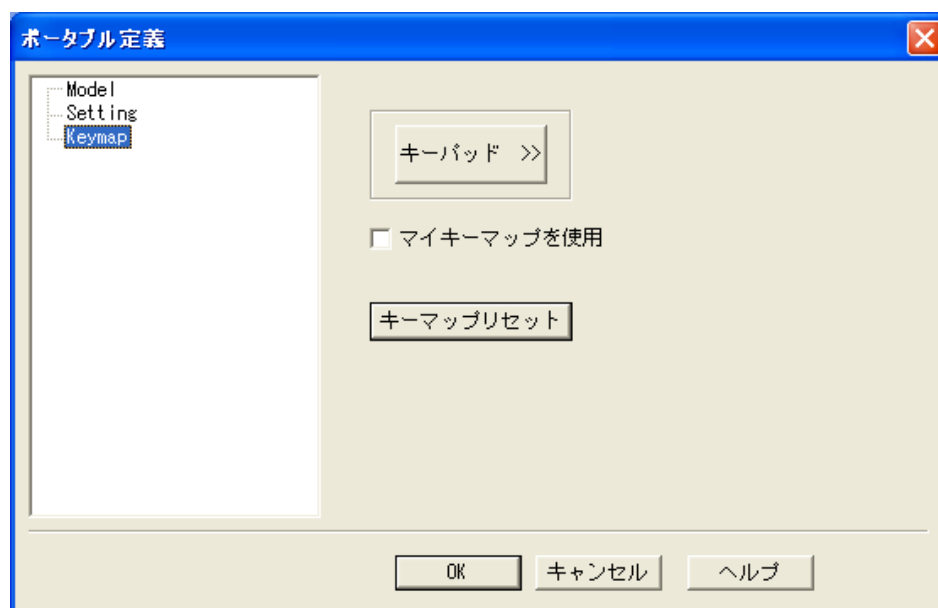 ポータブル定義
Model
Setting
Keymap
キーパッド >>
マイキーマップを使用
キーマップリセット
OK
キャンセル
ヘルプ